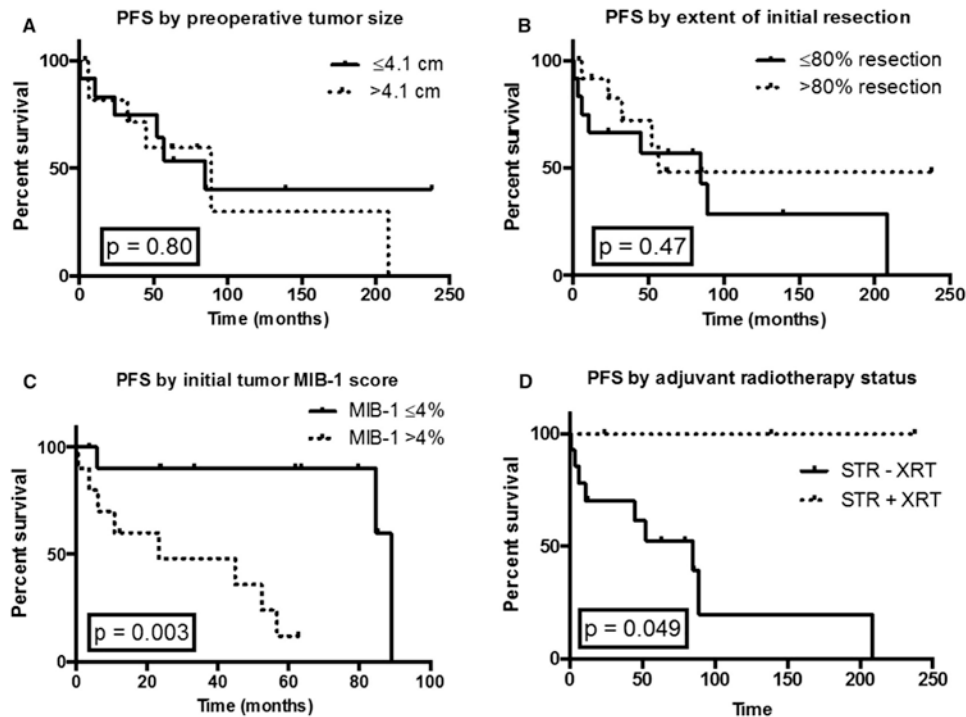 A
PFS by preoperative tumor size
≤4.1 cm
>4.1 cm
Percent survival
100
50
0
p = 0.80
0 50 100 150 200 250
Time (months)
B
PFS by extent of initial resection
≤80% resection
>80% resection
Percent survival
100
50
0
p = 0.47
0 50 100 150 200 250
Time (months)
C
PFS by initial tumor MIB-1 score
MIB-1 ≤4%
MIB-1 >4%
Percent survival
100
50
0
p = 0.003
0 20 40 60 80 100
Time (months)
D
PFS by adjuvant radiotherapy status
STR - XRT
STR + XRT
Percent survival
100
50
0
p = 0.049
0 50 100 150 200 250
Time